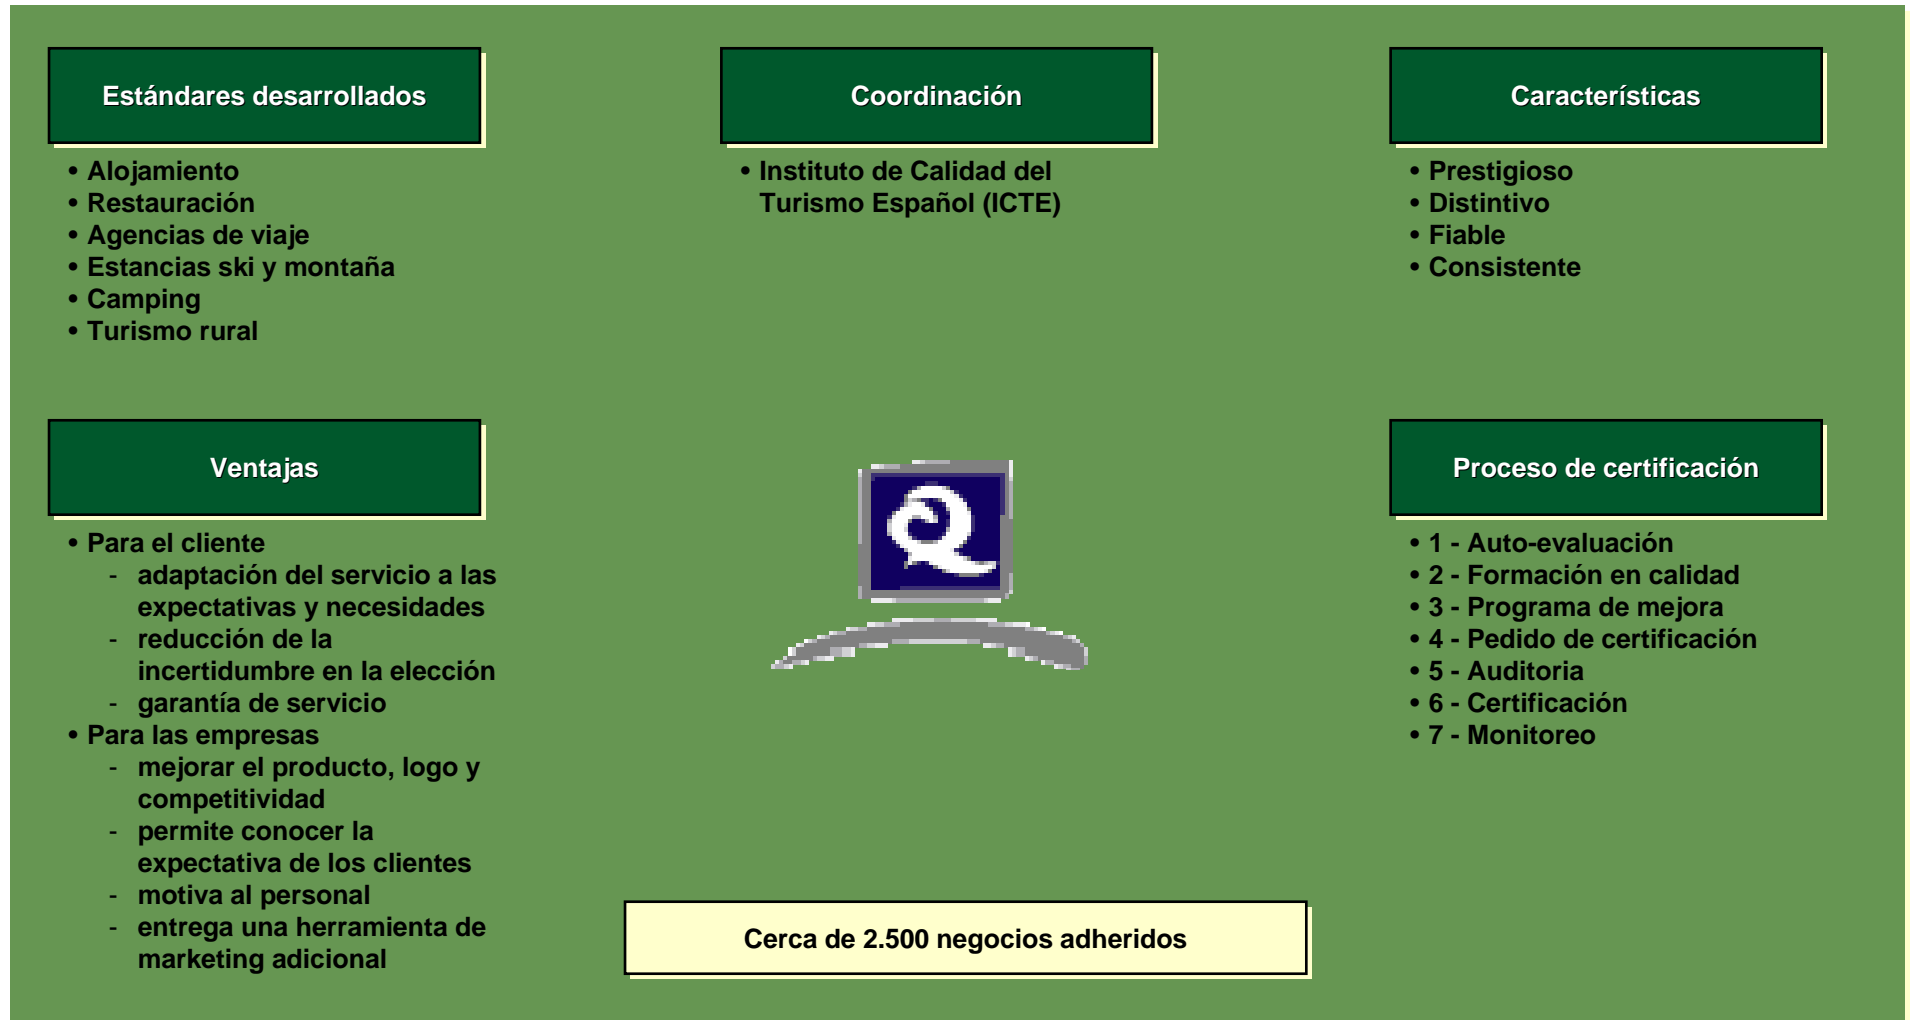 Estándares desarrollados
• Alojamiento
• Restauración
• Agencias de viaje
• Estancias ski y montaña
• Camping
• Turismo rural
Coordinación
• Instituto de Calidad del
Turismo Español (ICTE)
Características
• Prestigioso
• Distintivo
• Fiable
• Consistente
Ventajas
• Para el cliente
- adaptación del servicio a las
expectativas y necesidades
- reducción de la
incertidumbre en la elección
- garantía de servicio
• Para las empresas
- mejorar el producto, logo y
competitividad
- permite conocer la
expectativa de los clientes
- motiva al personal
- entrega una herramienta de
marketing adicional
Q
Cerca de 2.500 negocios adheridos
Proceso de certificación
• 1 - Auto-evaluación
• 2 - Formación en calidad
• 3 - Programa de mejora
• 4 - Pedido de certificación
• 5 - Auditoria
• 6 - Certificación
• 7 - Monitoreo